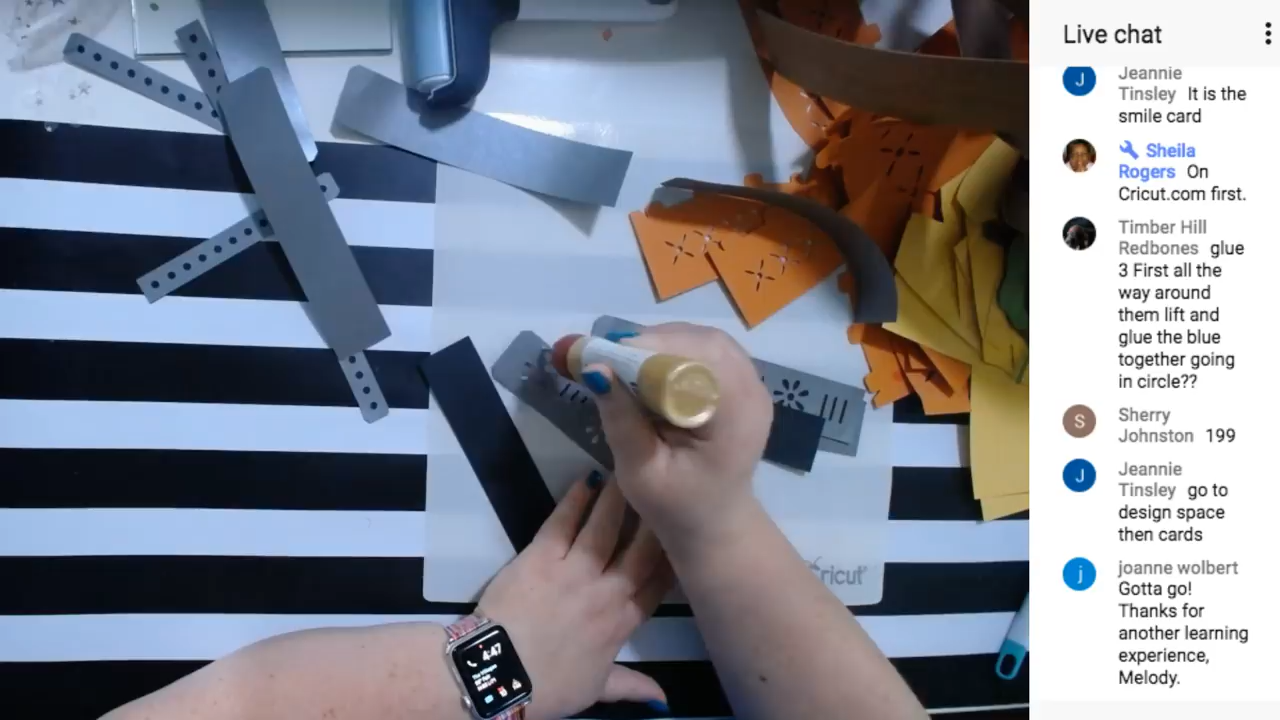 ricut
4:47
Live chat
J
Jeannie
Tinsley It is the
smile card
Sheila
Rogers On
Cricut.com first.
Timber Hill
Redbones glue
3 First all the
way around
them lift and
glue the blue
together going
in circle??
S
Sherry
Johnston 199
J
Jeannie
Tinsley go to
design space
then cards
j
joanne wolbert
Gotta go!
Thanks for
another learning
experience,
Melody.